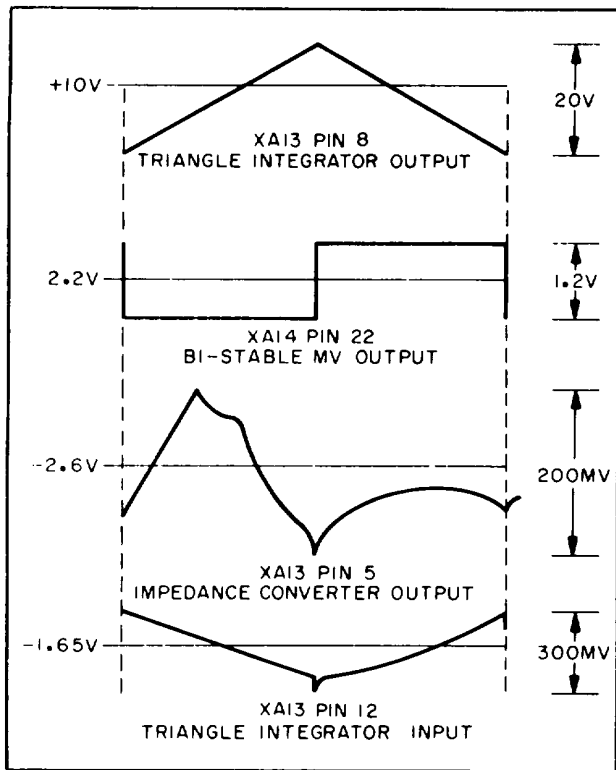 +10V
20V
XA13 PIN 8
TRIANGLE INTEGRATOR OUTPUT
2.2V
1.2V
XA14 PIN 22
BI-STABLE MV OUTPUT
-2.6V
200MV
XA13 PIN 5
IMPEDANCE CONVERTER OUTPUT
-1.65V
300MV
XA13 PIN 12
TRIANGLE INTEGRATOR INPUT